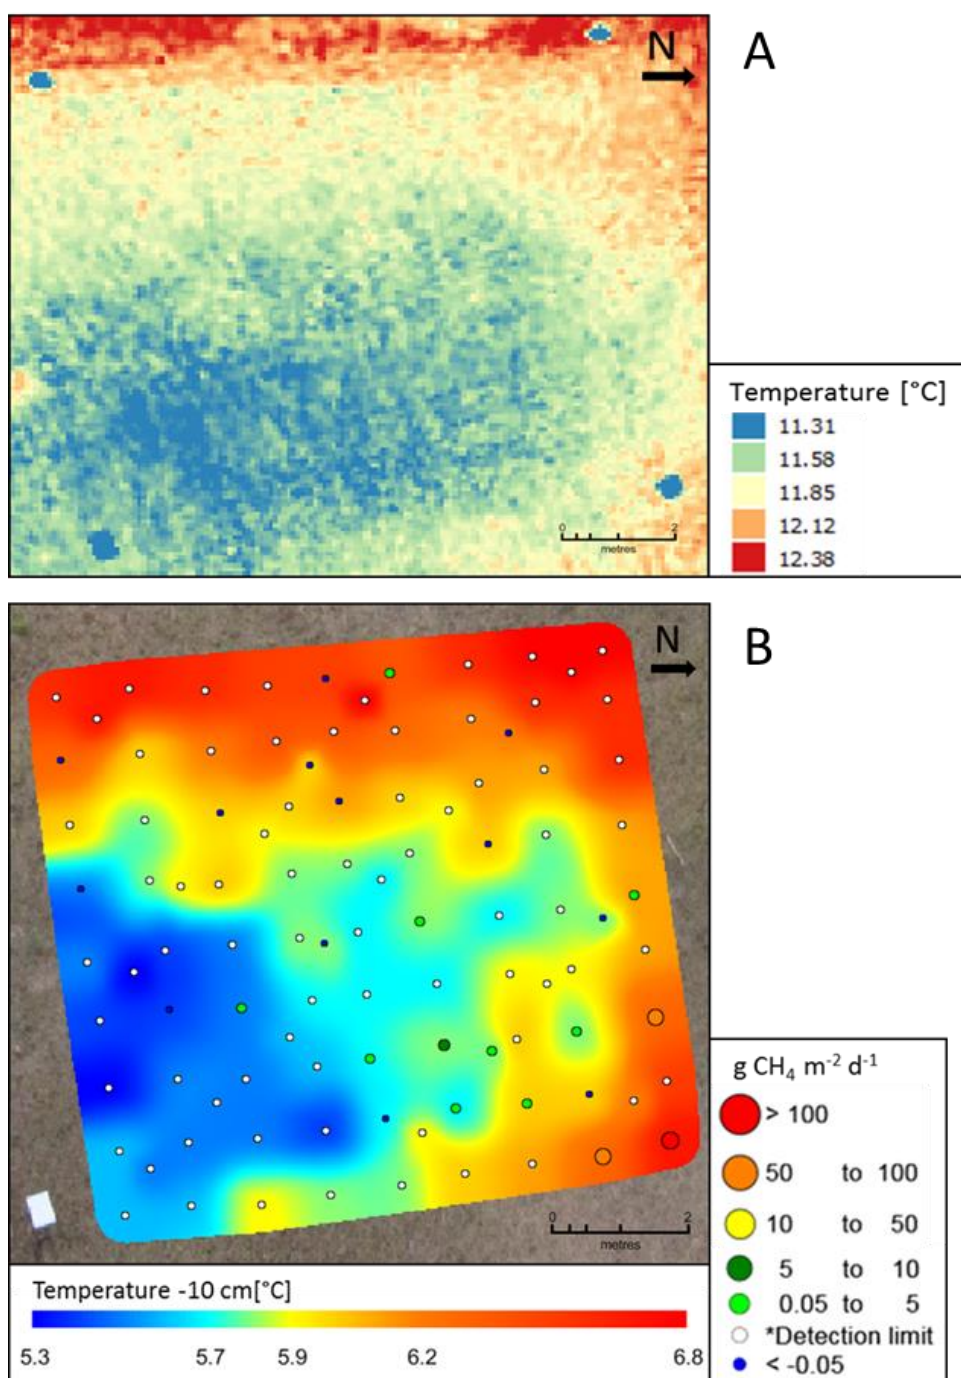 N
A
0 2
metres
Temperature [°C]
11.31
11.58
11.85
12.12
12.38
N
B
0 2
metres
g CH₄ m⁻² d⁻¹
> 100
50 to 100
10 to 50
5 to 10
0.05 to 5
*Detection limit
< -0.05
Temperature -10 cm[°C]
5.3 5.7 5.9 6.2 6.8